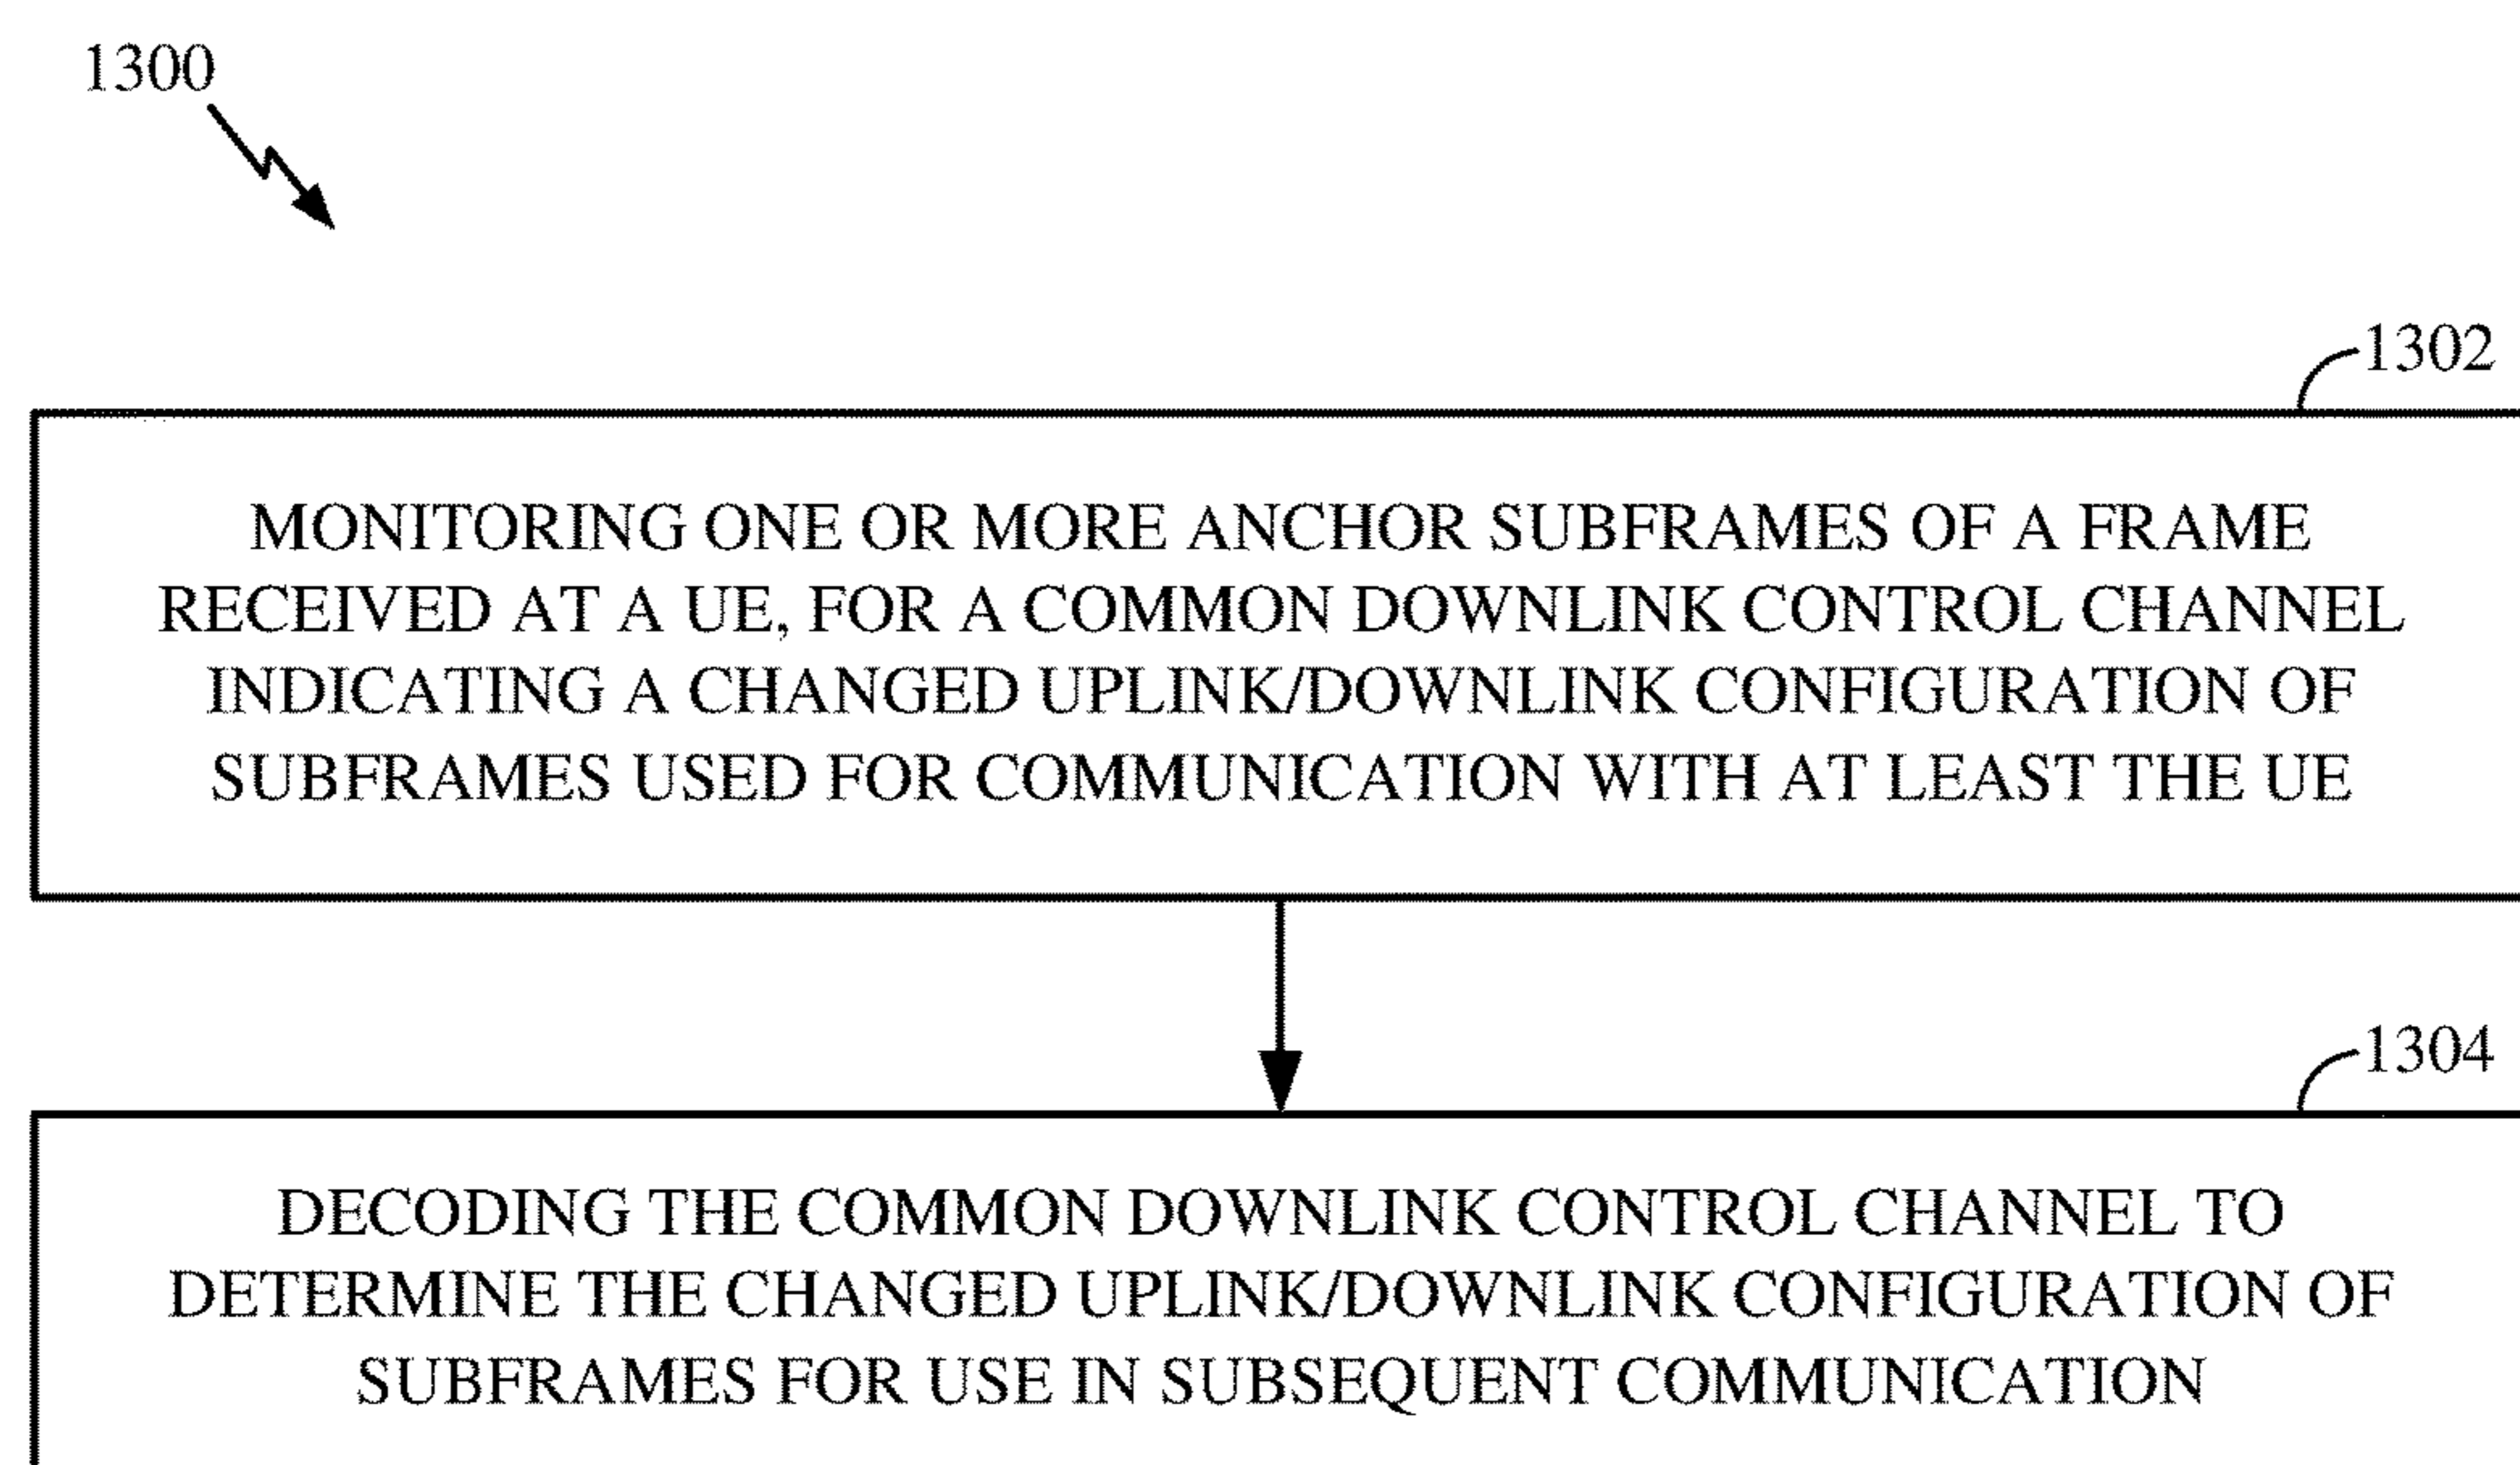 1300
1302
MONITORING ONE OR MORE ANCHOR SUBFRAMES OF A FRAME
RECEIVED AT A UE, FOR A COMMON DOWNLINK CONTROL CHANNEL
INDICATING A CHANGED UPLINK/DOWNLINK CONFIGURATION OF
SUBFRAMES USED FOR COMMUNICATION WITH AT LEAST THE UE
1304
DECODING THE COMMON DOWNLINK CONTROL CHANNEL TO
DETERMINE THE CHANGED UPLINK/DOWNLINK CONFIGURATION OF
SUBFRAMES FOR USE IN SUBSEQUENT COMMUNICATION